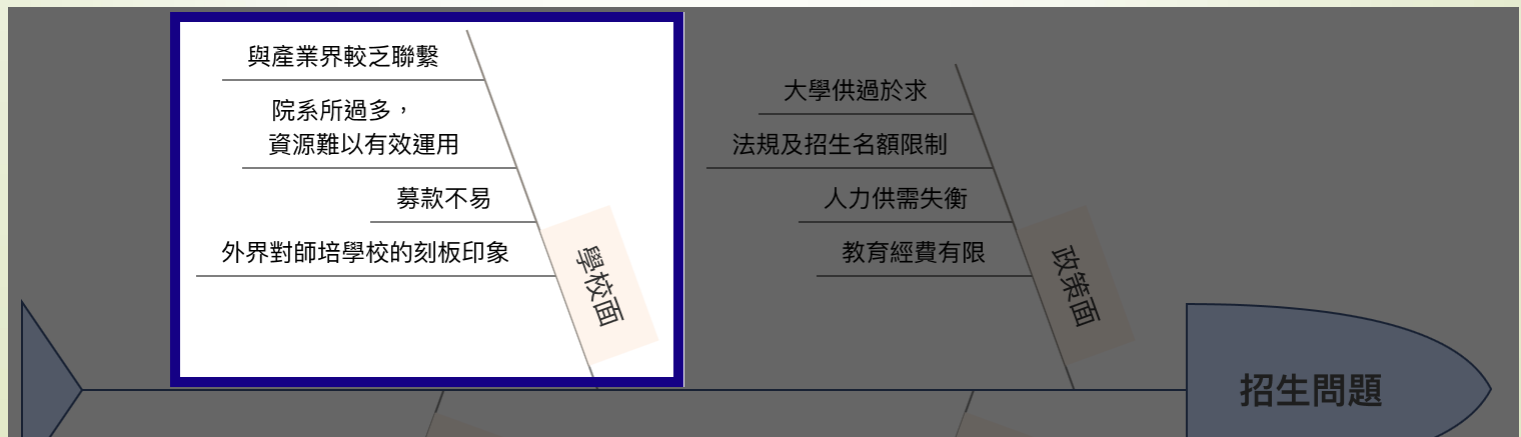 與產業界較乏聯繫
院系所過多，
資源難以有效運用
募款不易
外界對師培學校的刻板印象
學校面
大學供過於求
法規及招生名額限制
人力供需失衡
教育經費有限
政策面
招生問題